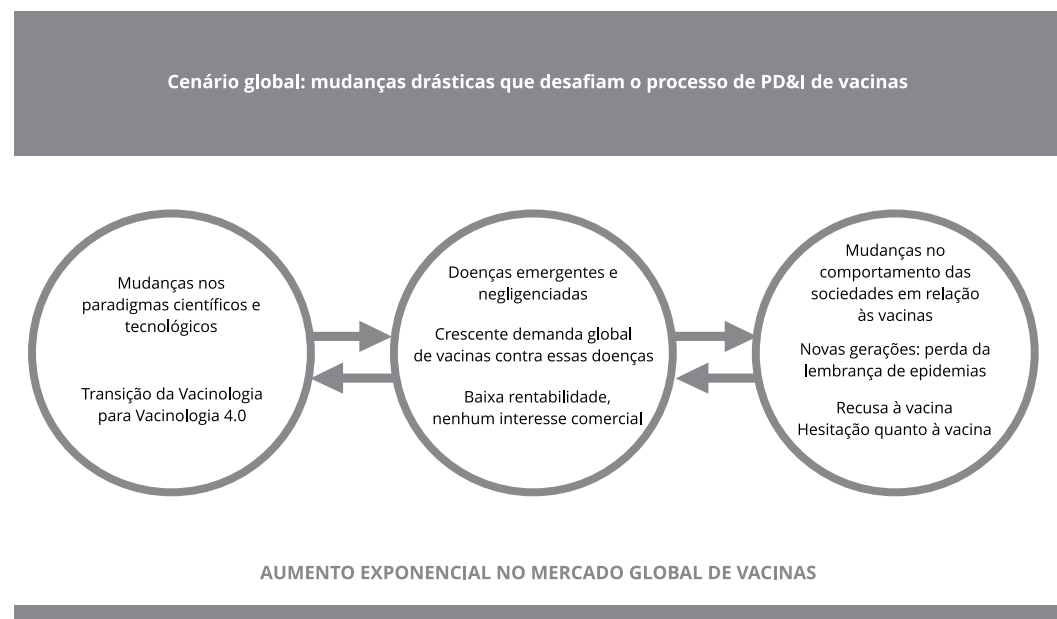 Cenário global: mudanças drásticas que desafiam o processo de PD&I de vacinas
Mudanças nos
paradigmas científicos e
tecnológicos
Transição da Vacinologia
para Vacinologia 4.0
Doenças emergentes e
negligenciadas
Crescente demanda global
de vacinas contra essas doenças
Baixa rentabilidade,
nenhum interesse comercial
Mudanças no
comportamento das
sociedades em relação
às vacinas
Novas gerações: perda da
lembrança de epidemias
Recusa à vacina
Hesitação quanto à vacina
AUMENTO EXPONENCIAL NO MERCADO GLOBAL DE VACINAS